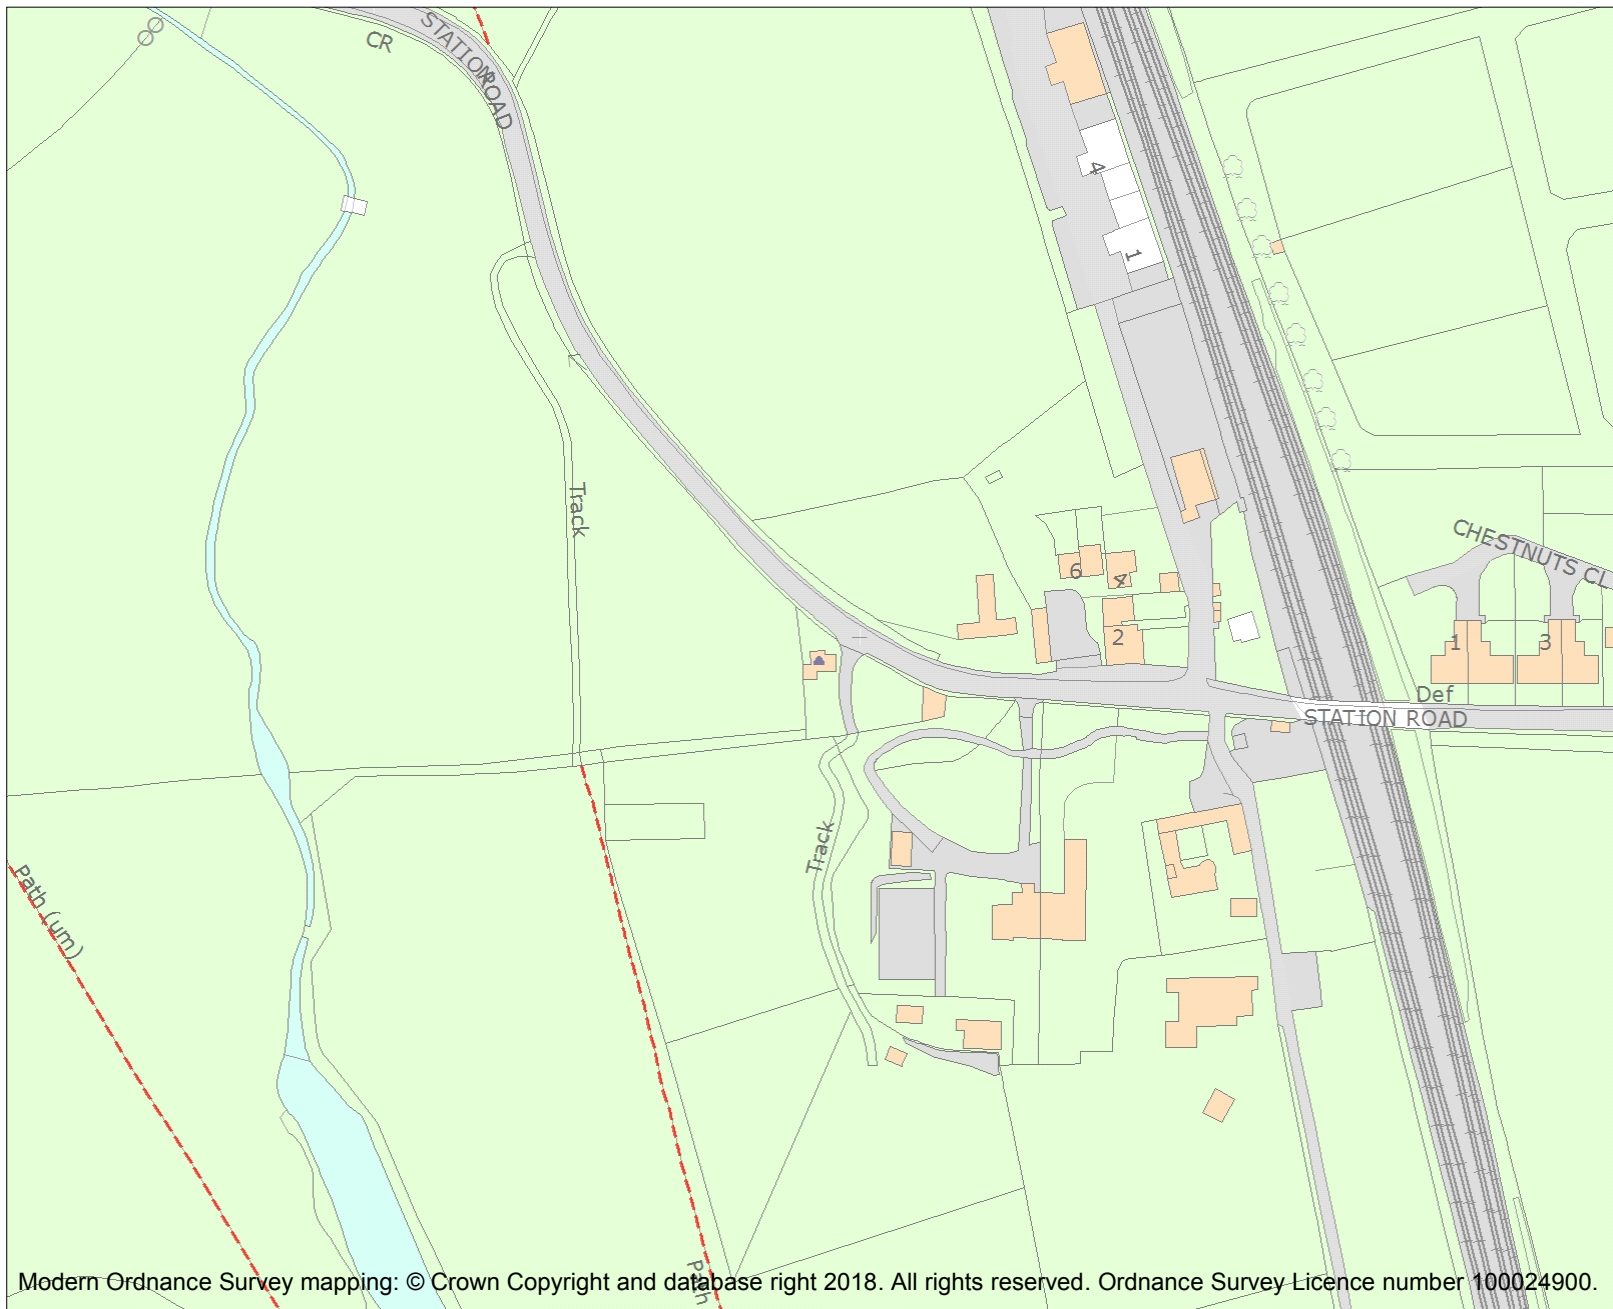 STATION ROAD
CR
4
1
Track
CHESTNUTS CL
6
4
2
1
3
Def
STATION ROAD
Track
Path (um)
Path
Modern Ordnance Survey mapping: © Crown Copyright and database right 2018. All rights reserved. Ordnance Survey Licence number 100024900.